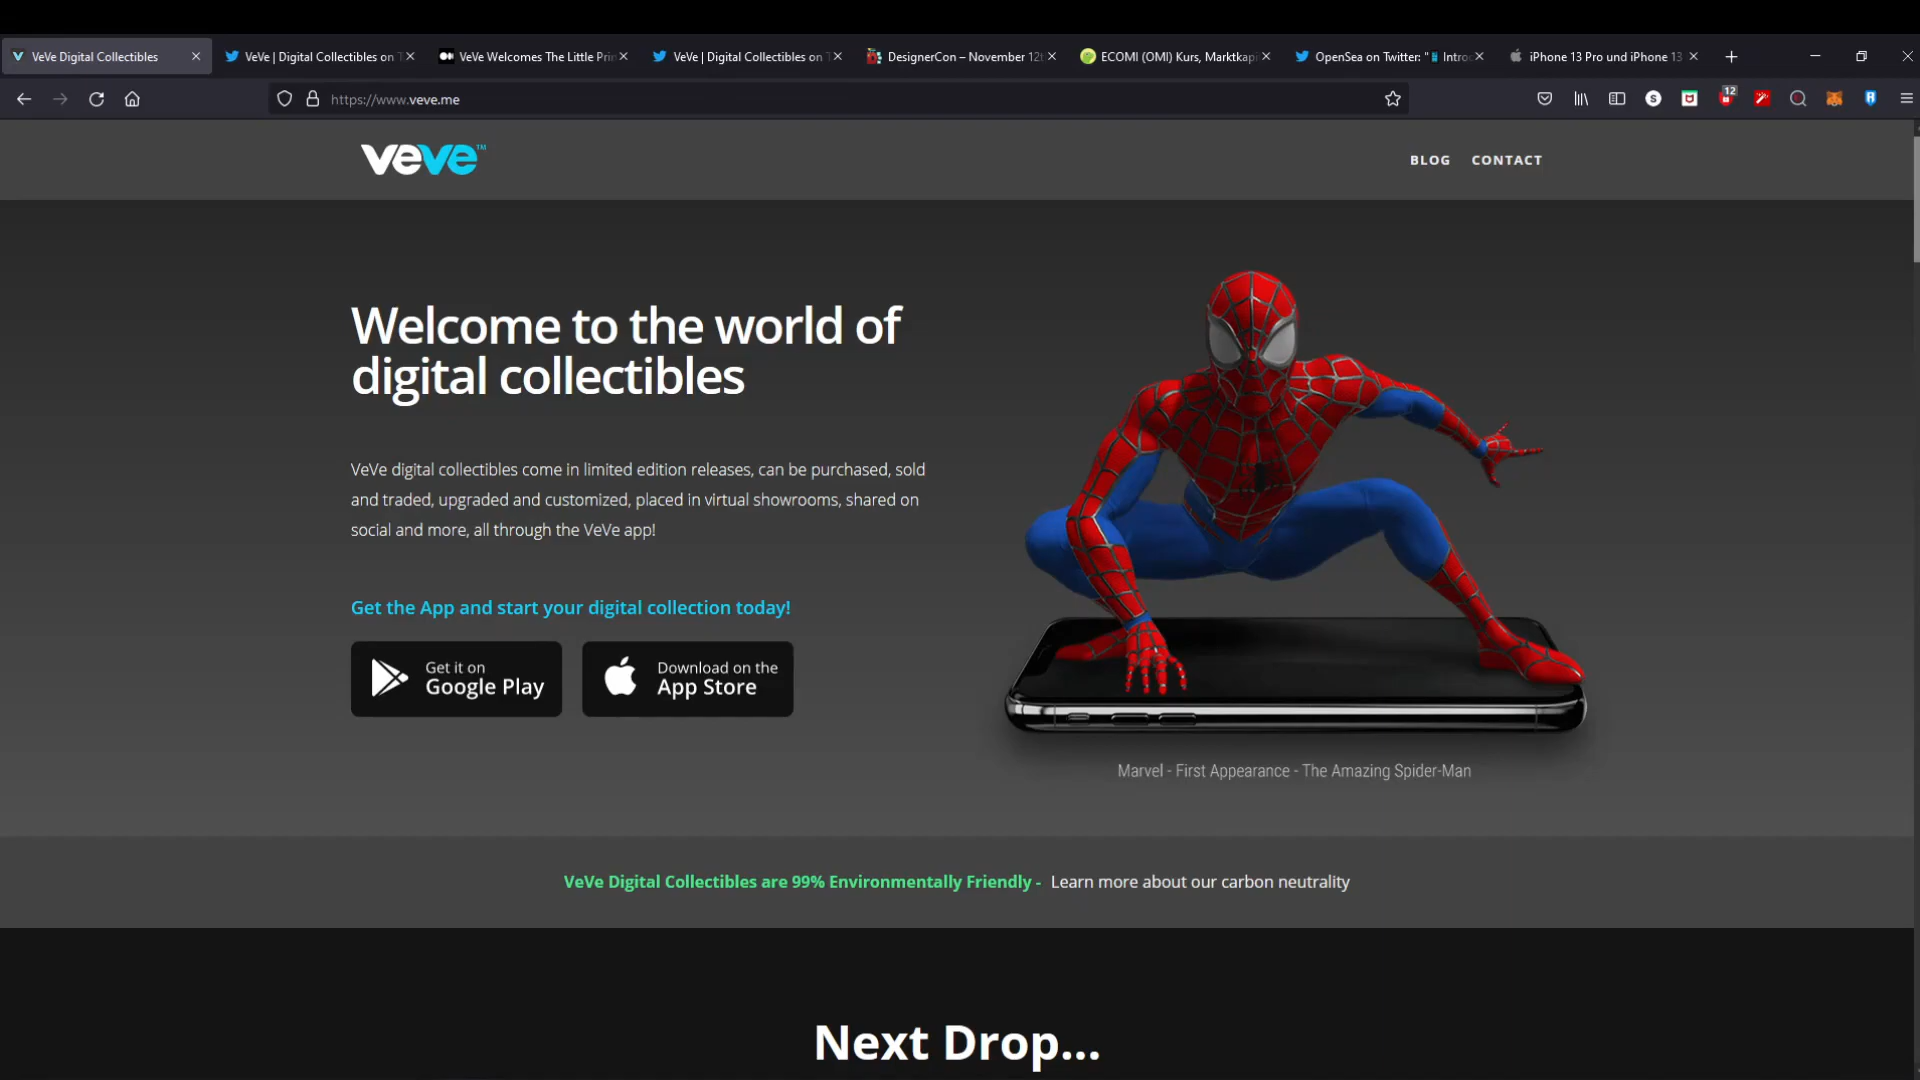 VeVe Digital Collectibles
VeVe | Digital Collectibles on T
VeVe Welcomes The Little Prin
VeVe | Digital Collectibles on T
DesignerCon – November 12t
ECOMI (OMI) Kurs, Marktkapi
OpenSea on Twitter: " Introc
iPhone 13 Pro und iPhone 13
https://www.veve.me
12
veve™
BLOG
CONTACT
Welcome to the world of
digital collectibles
VeVe digital collectibles come in limited edition releases, can be purchased, sold
and traded, upgraded and customized, placed in virtual showrooms, shared on
social and more, all through the VeVe app!
Get the App and start your digital collection today!
Get it on
Google Play
Download on the
App Store
Marvel - First Appearance - The Amazing Spider-Man
VeVe Digital Collectibles are 99% Environmentally Friendly - Learn more about our carbon neutrality
Next Drop...